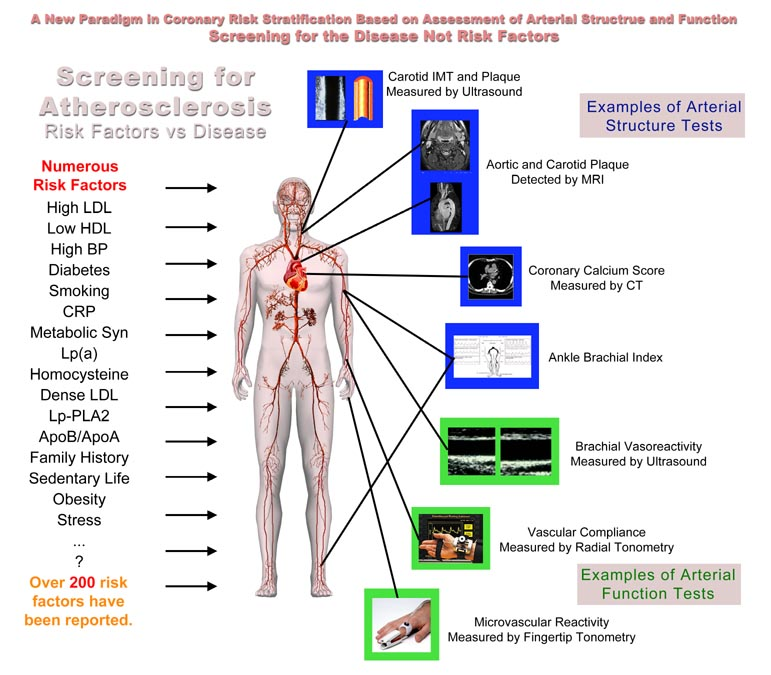 A New Paradigm in Coronary Risk Stratification Based on Assessment of Arterial Structrue and Function
Screening for the Disease Not Risk Factors
Screening for
Atherosclerosis
Risk Factors vs Disease
Numerous
Risk Factors
High LDL
Low HDL
High BP
Diabetes
Smoking
CRP
Metabolic Syn
Lp(a)
Homocysteine
Dense LDL
Lp-PLA2
ApoB/ApoA
Family History
Sedentary Life
Obesity
Stress
...
?
Over 200 risk
factors have
been reported.
Carotid IMT and Plaque
Measured by Ultrasound
Examples of Arterial
Structure Tests
Aortic and Carotid Plaque
Detected by MRI
Coronary Calcium Score
Measured by CT
Ankle Brachial Index
Brachial Vasoreactivity
Measured by Ultrasound
Vascular Compliance
Measured by Radial Tonometry
Examples of Arterial
Function Tests
Microvascular Reactivity
Measured by Fingertip Tonometry